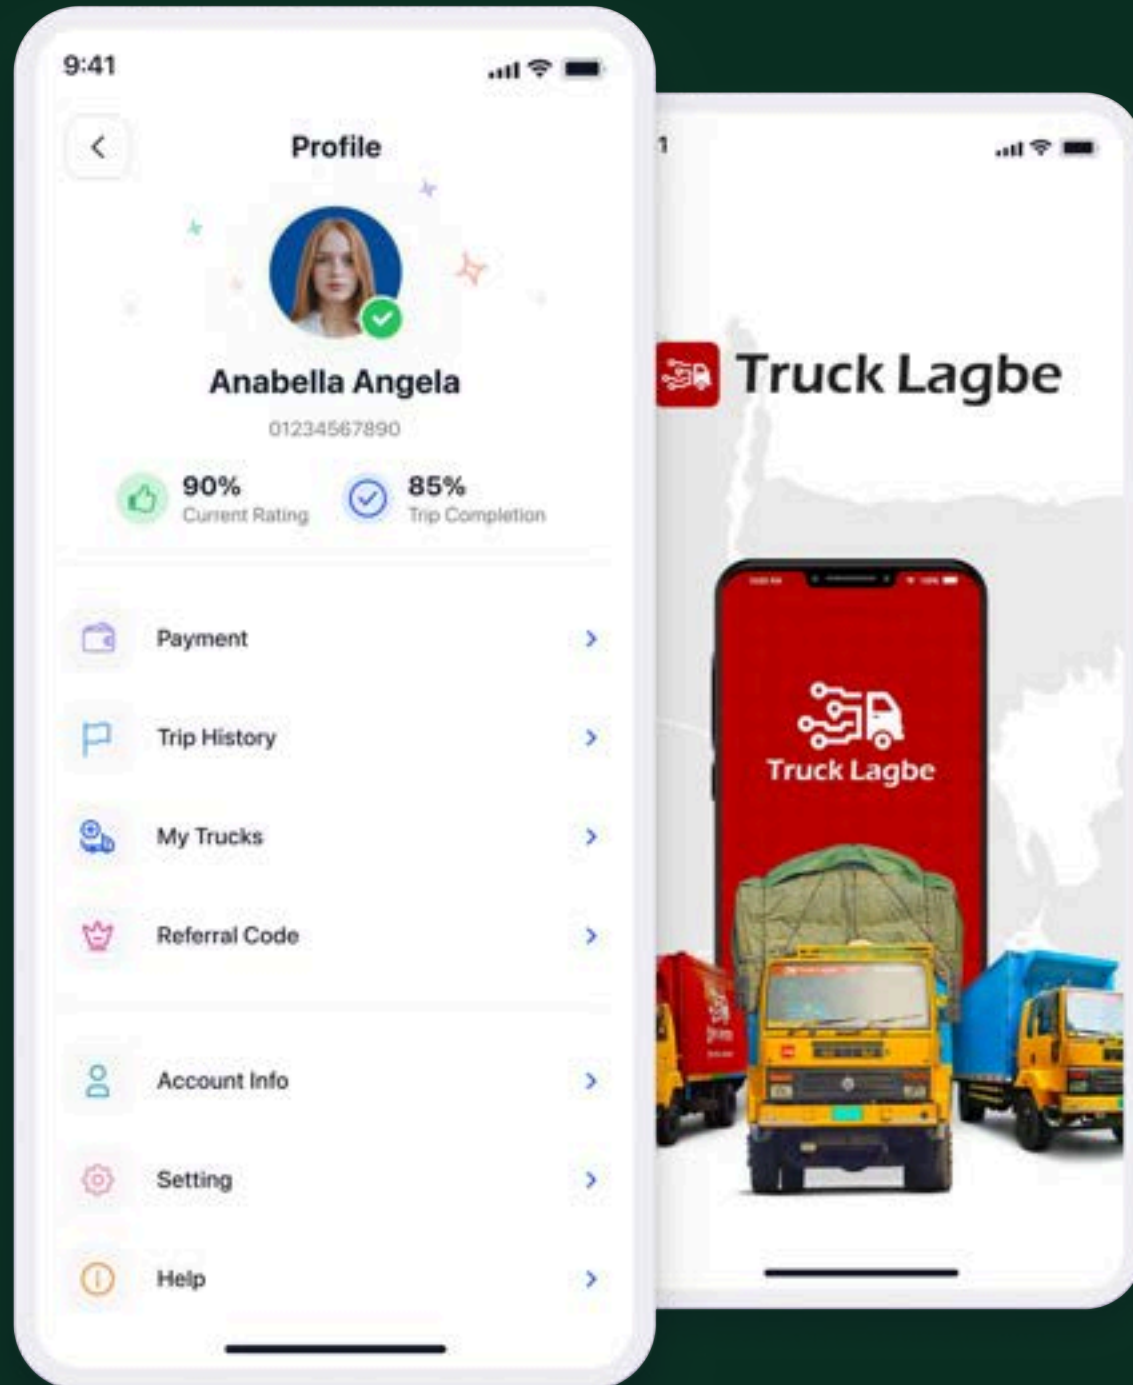 9:41
Profile
Anabella Angela
01234567890
90%
Current Rating
85%
Trip Completion
Payment
Trip History
My Trucks
Referral Code
Account Info
Setting
Help
1
Truck Lagbe
Truck Lagbe